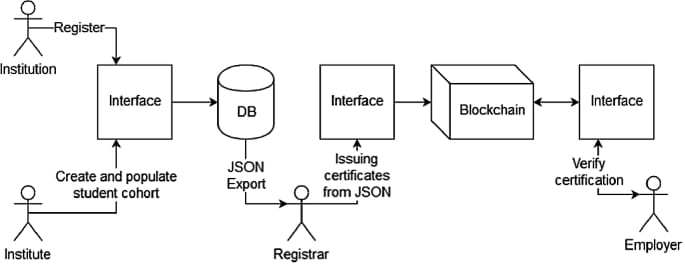 Register
Institution
Interface
DB
Interface
Blockchain
Interface
Create and populate
student cohort
JSON
Export
Issuing
certificates
from JSON
Verify
certification
Institute
Registrar
Employer